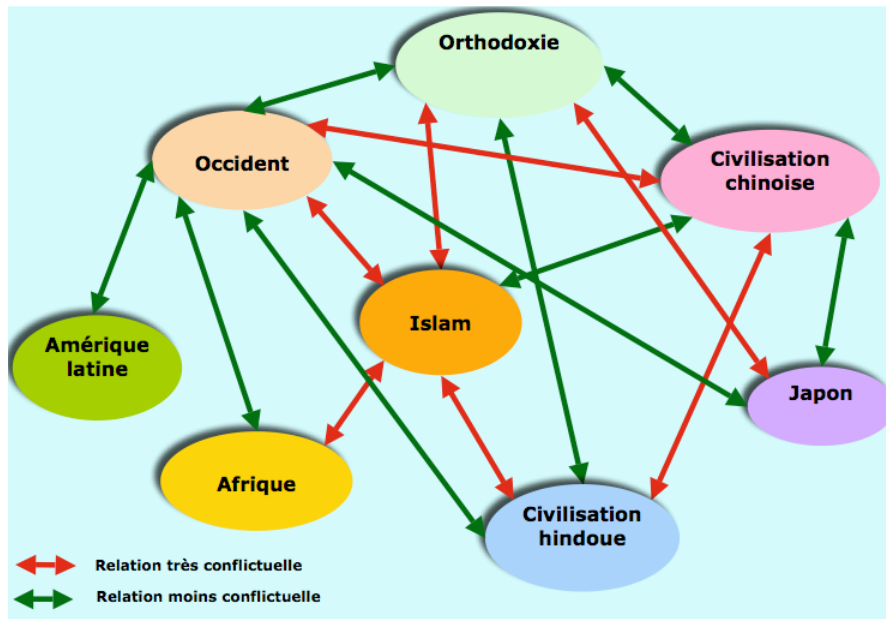 Orthodoxie
Occident
Civilisation
chinoise
Islam
Amérique
latine
Japon
Afrique
Civilisation
hindoue
Relation très conflictuelle
Relation moins conflictuelle